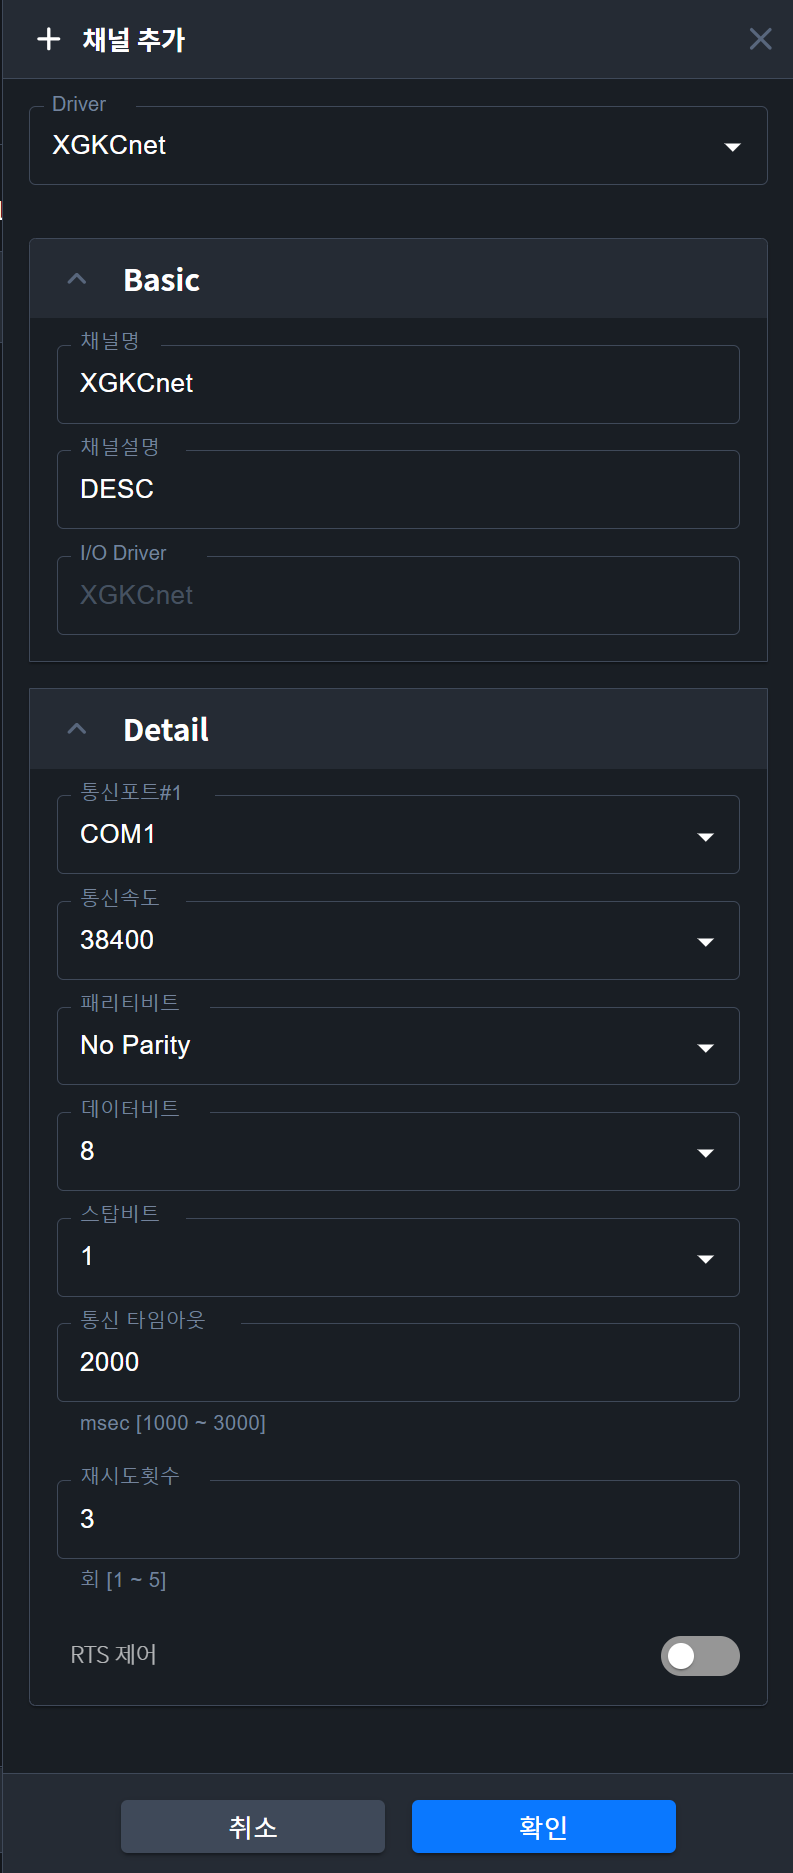 채널 추가
Driver
XGKCnet
Basic
채널명
XGKCnet
채널설명
DESC
I/O Driver
XGKCnet
Detail
통신포트#1
COM1
통신속도
38400
패리티비트
No Parity
데이터비트
8
스탑비트
1
통신 타임아웃
2000
msec [1000 ~ 3000]
재시도횟수
3
회 [1 ~ 5]
RTS 제어
취소
확인